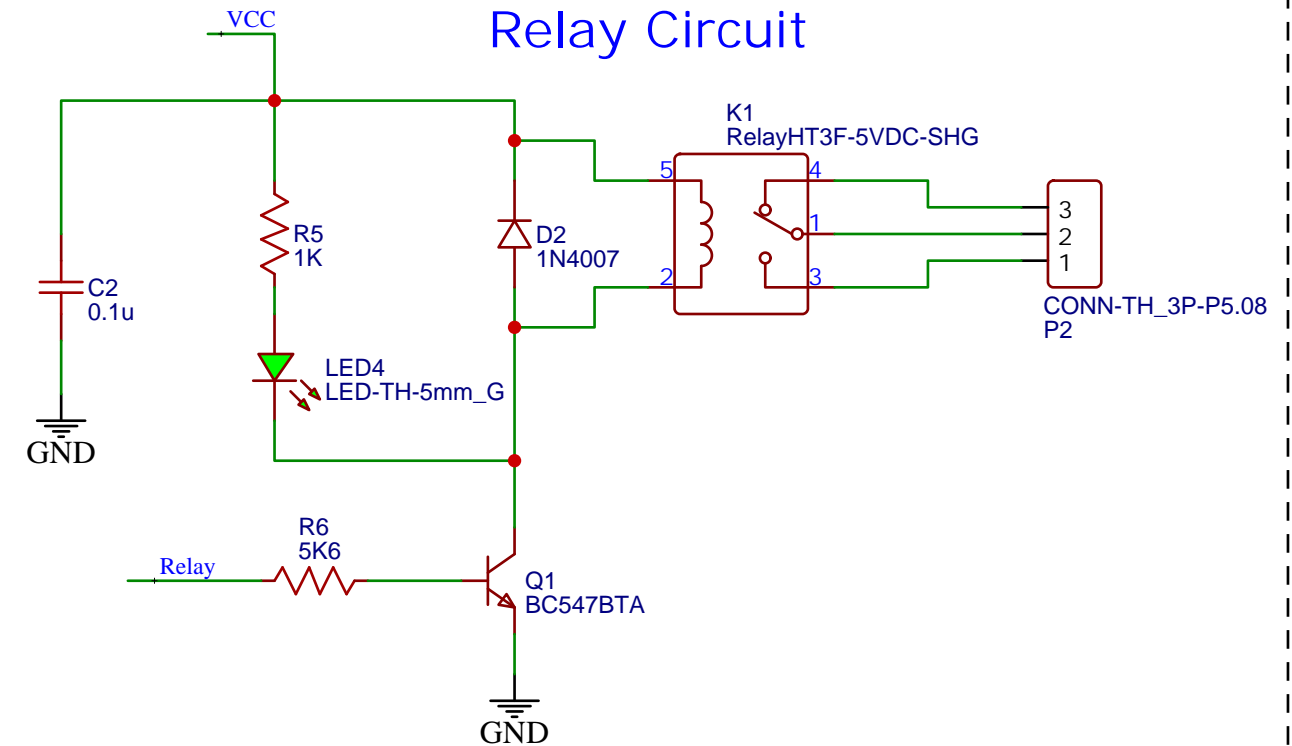 Relay Circuit
VCC
K1
RelayHT3F-5VDC-SHG
5
4
3
R5
1K
D2
1N4007
1
2
C2
0.1u
2
3
1
CONN-TH_3P-P5.08
P2
LED4
LED-TH-5mm_G
GND
R6
5K6
Relay
Q1
BC547BTA
GND